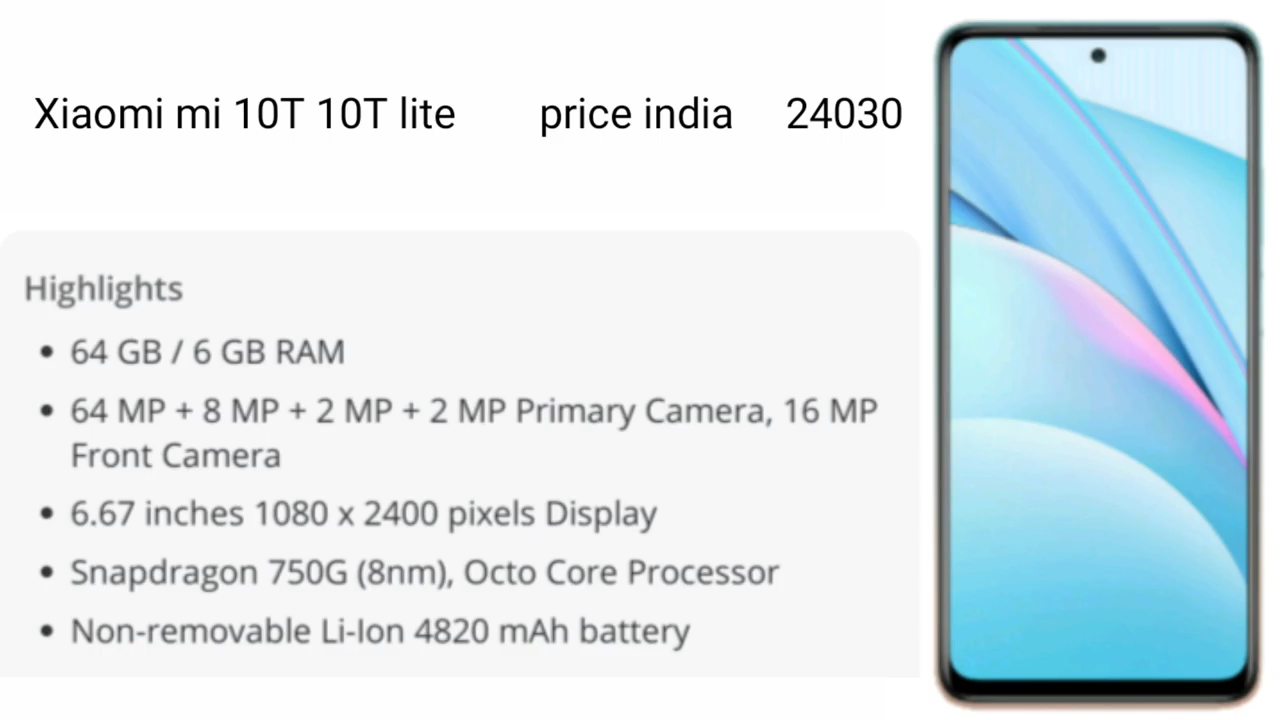 Xiaomi mi 10T 10T lite price india 24030
Highlights
• 64 GB / 6 GB RAM
• 64 MP + 8 MP + 2 MP + 2 MP Primary Camera, 16 MP
Front Camera
• 6.67 inches 1080 x 2400 pixels Display
• Snapdragon 750G (8nm), Octo Core Processor
• Non-removable Li-Ion 4820 mAh battery